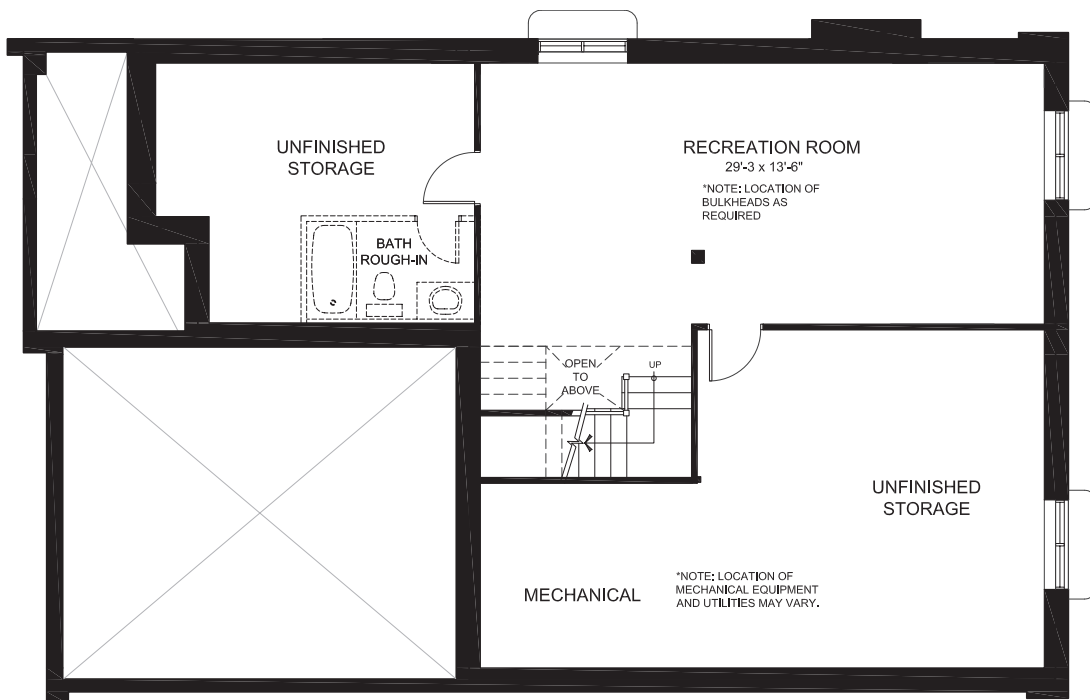 UNFINISHED
STORAGE
RECREATION ROOM
29'-3 x 13'-6"
*NOTE: LOCATION OF
BULKHEADS AS
REQUIRED
BATH
ROUGH-IN
OPEN
TO
ABOVE
UP
UNFINISHED
STORAGE
MECHANICAL
*NOTE: LOCATION OF
MECHANICAL EQUIPMENT
AND UTILITIES MAY VARY.